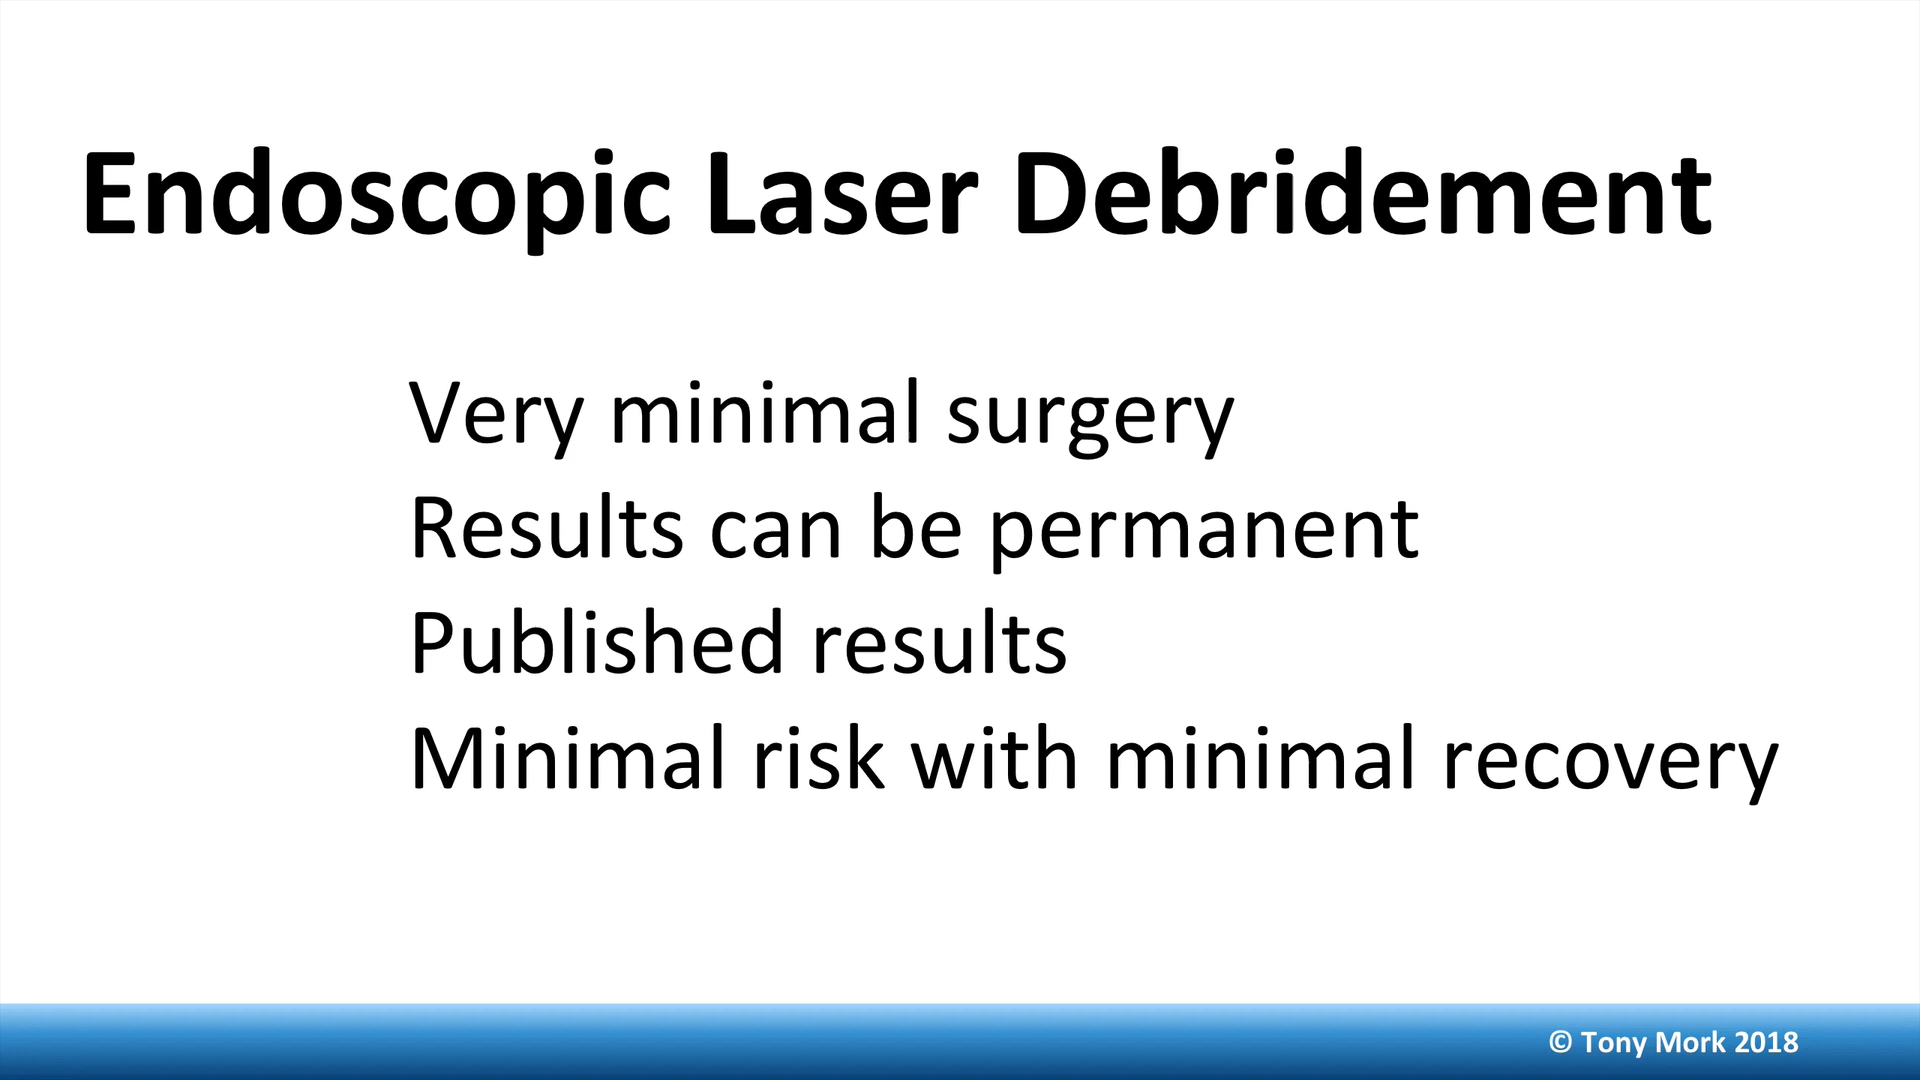 Endoscopic Laser Debridement
Very minimal surgery
Results can be permanent
Published results
Minimal risk with minimal recovery
© Tony Mork 2018